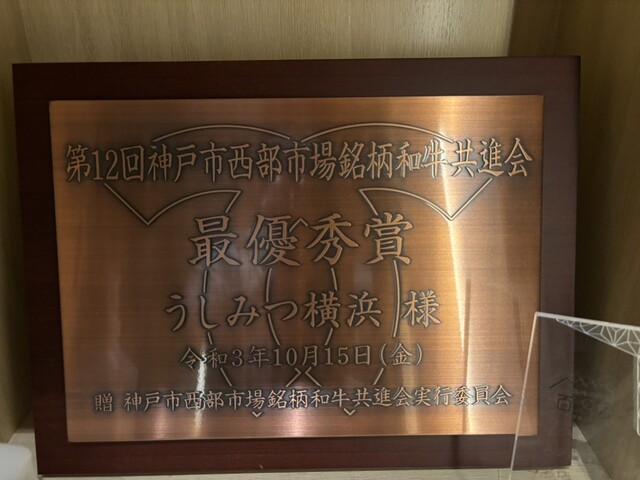 第12回神戸市西部市場銘柄和牛共進会
最優秀賞
うしみつ横浜 様
令和3年10月15日(金)
贈 神戸市西部市場銘柄和牛共進会実行委員会